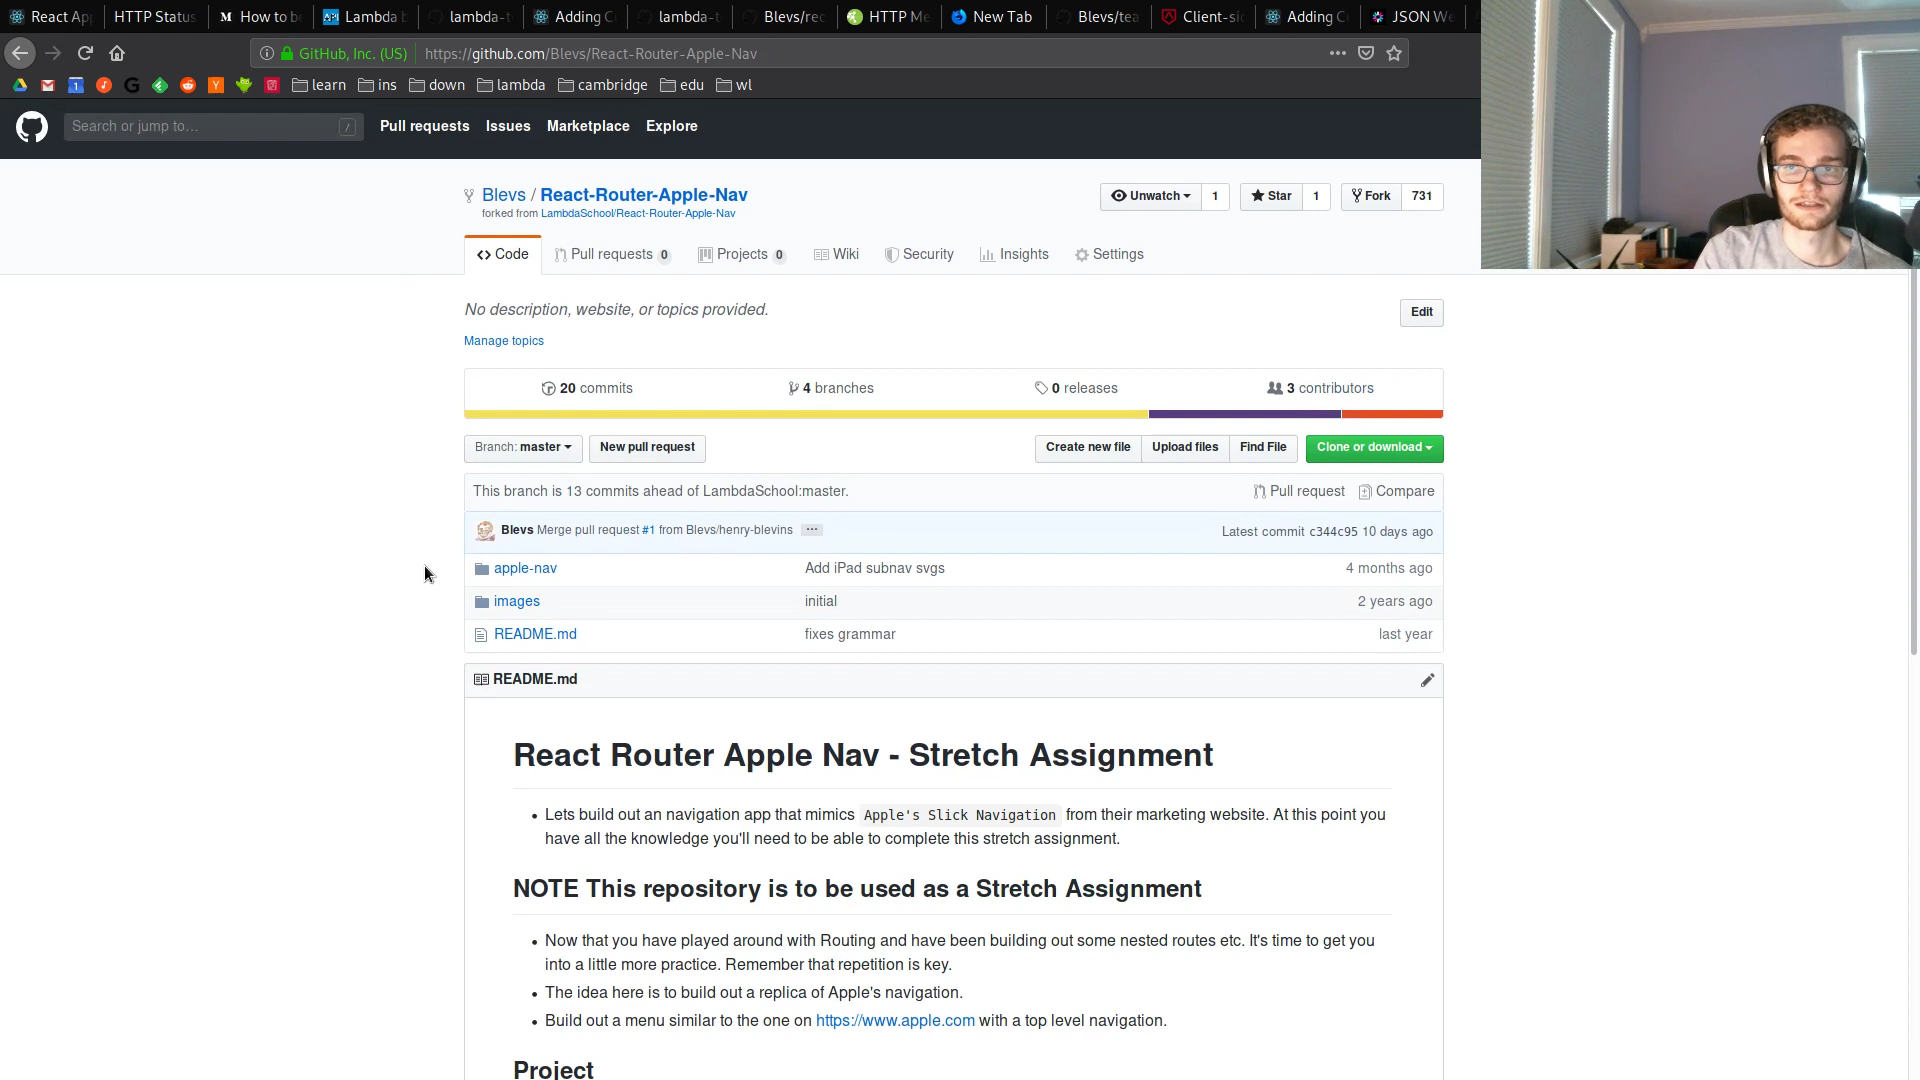 React Ap HTTP Status M How to b Lambda lambda-t Adding C lambda-t Blevs/rec HTTP Me New Tab Blevs/tea Client-si Adding C JSON We
GitHub, Inc. (US) https://github.com/Blevs/React-Router-Apple-Nav
learn ins down lambda cambridge edu wl
Search or jump to… / Pull requests Issues Marketplace Explore
Blevs / React-Router-Apple-Nav
forked from LambdaSchool/React-Router-Apple-Nav
Unwatch 1 Star 1 Fork 731
Code Pull requests 0 Projects 0 Wiki Security Insights Settings
No description, website, or topics provided. Edit
Manage topics
20 commits 4 branches 0 releases 3 contributors
Branch: master New pull request Create new file Upload files Find File Clone or download
This branch is 13 commits ahead of LambdaSchool:master. Pull request Compare
Blevs Merge pull request #1 from Blevs/henry-blevins … Latest commit c344c95 10 days ago
apple-nav Add iPad subnav svgs 4 months ago
images initial 2 years ago
README.md fixes grammar last year
README.md
React Router Apple Nav - Stretch Assignment
• Lets build out an navigation app that mimics Apple's Slick Navigation from their marketing website. At this point you
have all the knowledge you'll need to be able to complete this stretch assignment.
NOTE This repository is to be used as a Stretch Assignment
• Now that you have played around with Routing and have been building out some nested routes etc. It's time to get you
into a little more practice. Remember that repetition is key.
• The idea here is to build out a replica of Apple's navigation.
• Build out a menu similar to the one on https://www.apple.com with a top level navigation.
Project